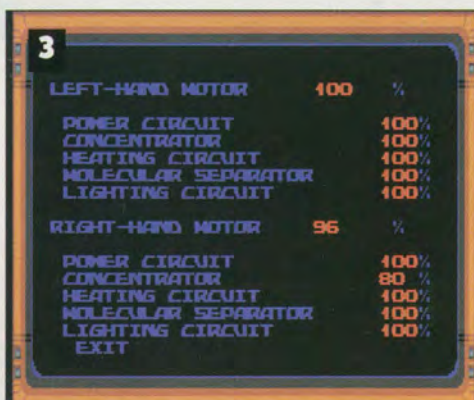 3
LEFT-HAND MOTOR 100 %
POWER CIRCUIT 100%
CONCENTRATOR 100%
HEATING CIRCUIT 100%
MOLECULAR SEPARATOR 100%
LIGHTING CIRCUIT 100%
RIGHT-HAND MOTOR 96 %
POWER CIRCUIT 100%
CONCENTRATOR 80 %
HEATING CIRCUIT 100%
MOLECULAR SEPARATOR 100%
LIGHTING CIRCUIT 100%
EXIT